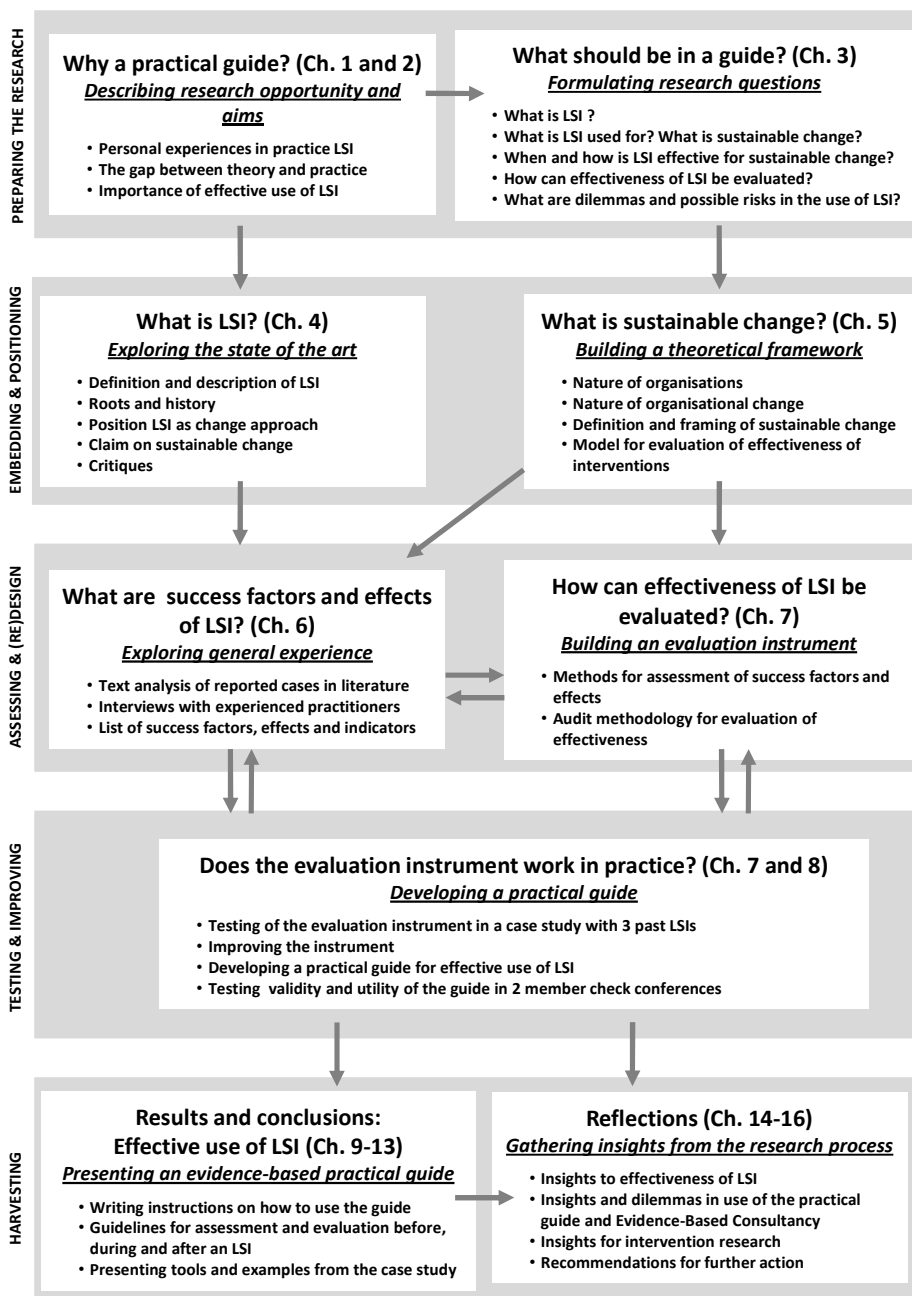 PREPARING THE RESEARCH
Why a practical guide? (Ch. 1 and 2)
Describing research opportunity and
aims
• Personal experiences in practice LSI
• The gap between theory and practice
• Importance of effective use of LSI
What should be in a guide? (Ch. 3)
Formulating research questions
• What is LSI ?
• What is LSI used for? What is sustainable change?
• When and how is LSI effective for sustainable change?
• How can effectiveness of LSI be evaluated?
• What are dilemmas and possible risks in the use of LSI?
EMBEDDING & POSITIONING
What is LSI? (Ch. 4)
Exploring the state of the art
• Definition and description of LSI
• Roots and history
• Position LSI as change approach
• Claim on sustainable change
• Critiques
What is sustainable change? (Ch. 5)
Building a theoretical framework
• Nature of organisations
• Nature of organisational change
• Definition and framing of sustainable change
• Model for evaluation of effectiveness of
interventions
ASSESSING & (RE)DESIGN
What are success factors and effects
of LSI? (Ch. 6)
Exploring general experience
• Text analysis of reported cases in literature
• Interviews with experienced practitioners
• List of success factors, effects and indicators
How can effectiveness of LSI be
evaluated? (Ch. 7)
Building an evaluation instrument
• Methods for assessment of success factors and
effects
• Audit methodology for evaluation of
effectiveness
TESTING & IMPROVING
Does the evaluation instrument work in practice? (Ch. 7 and 8)
Developing a practical guide
• Testing of the evaluation instrument in a case study with 3 past LSIs
• Improving the instrument
• Developing a practical guide for effective use of LSI
• Testing validity and utility of the guide in 2 member check conferences
HARVESTING
Results and conclusions:
Effective use of LSI (Ch. 9-13)
Presenting an evidence-based practical guide
• Writing instructions on how to use the guide
• Guidelines for assessment and evaluation before,
during and after an LSI
• Presenting tools and examples from the case study
Reflections (Ch. 14-16)
Gathering insights from the research process
• Insights to effectiveness of LSI
• Insights and dilemmas in use of the practical
guide and Evidence-Based Consultancy
• Insights for intervention research
• Recommendations for further action